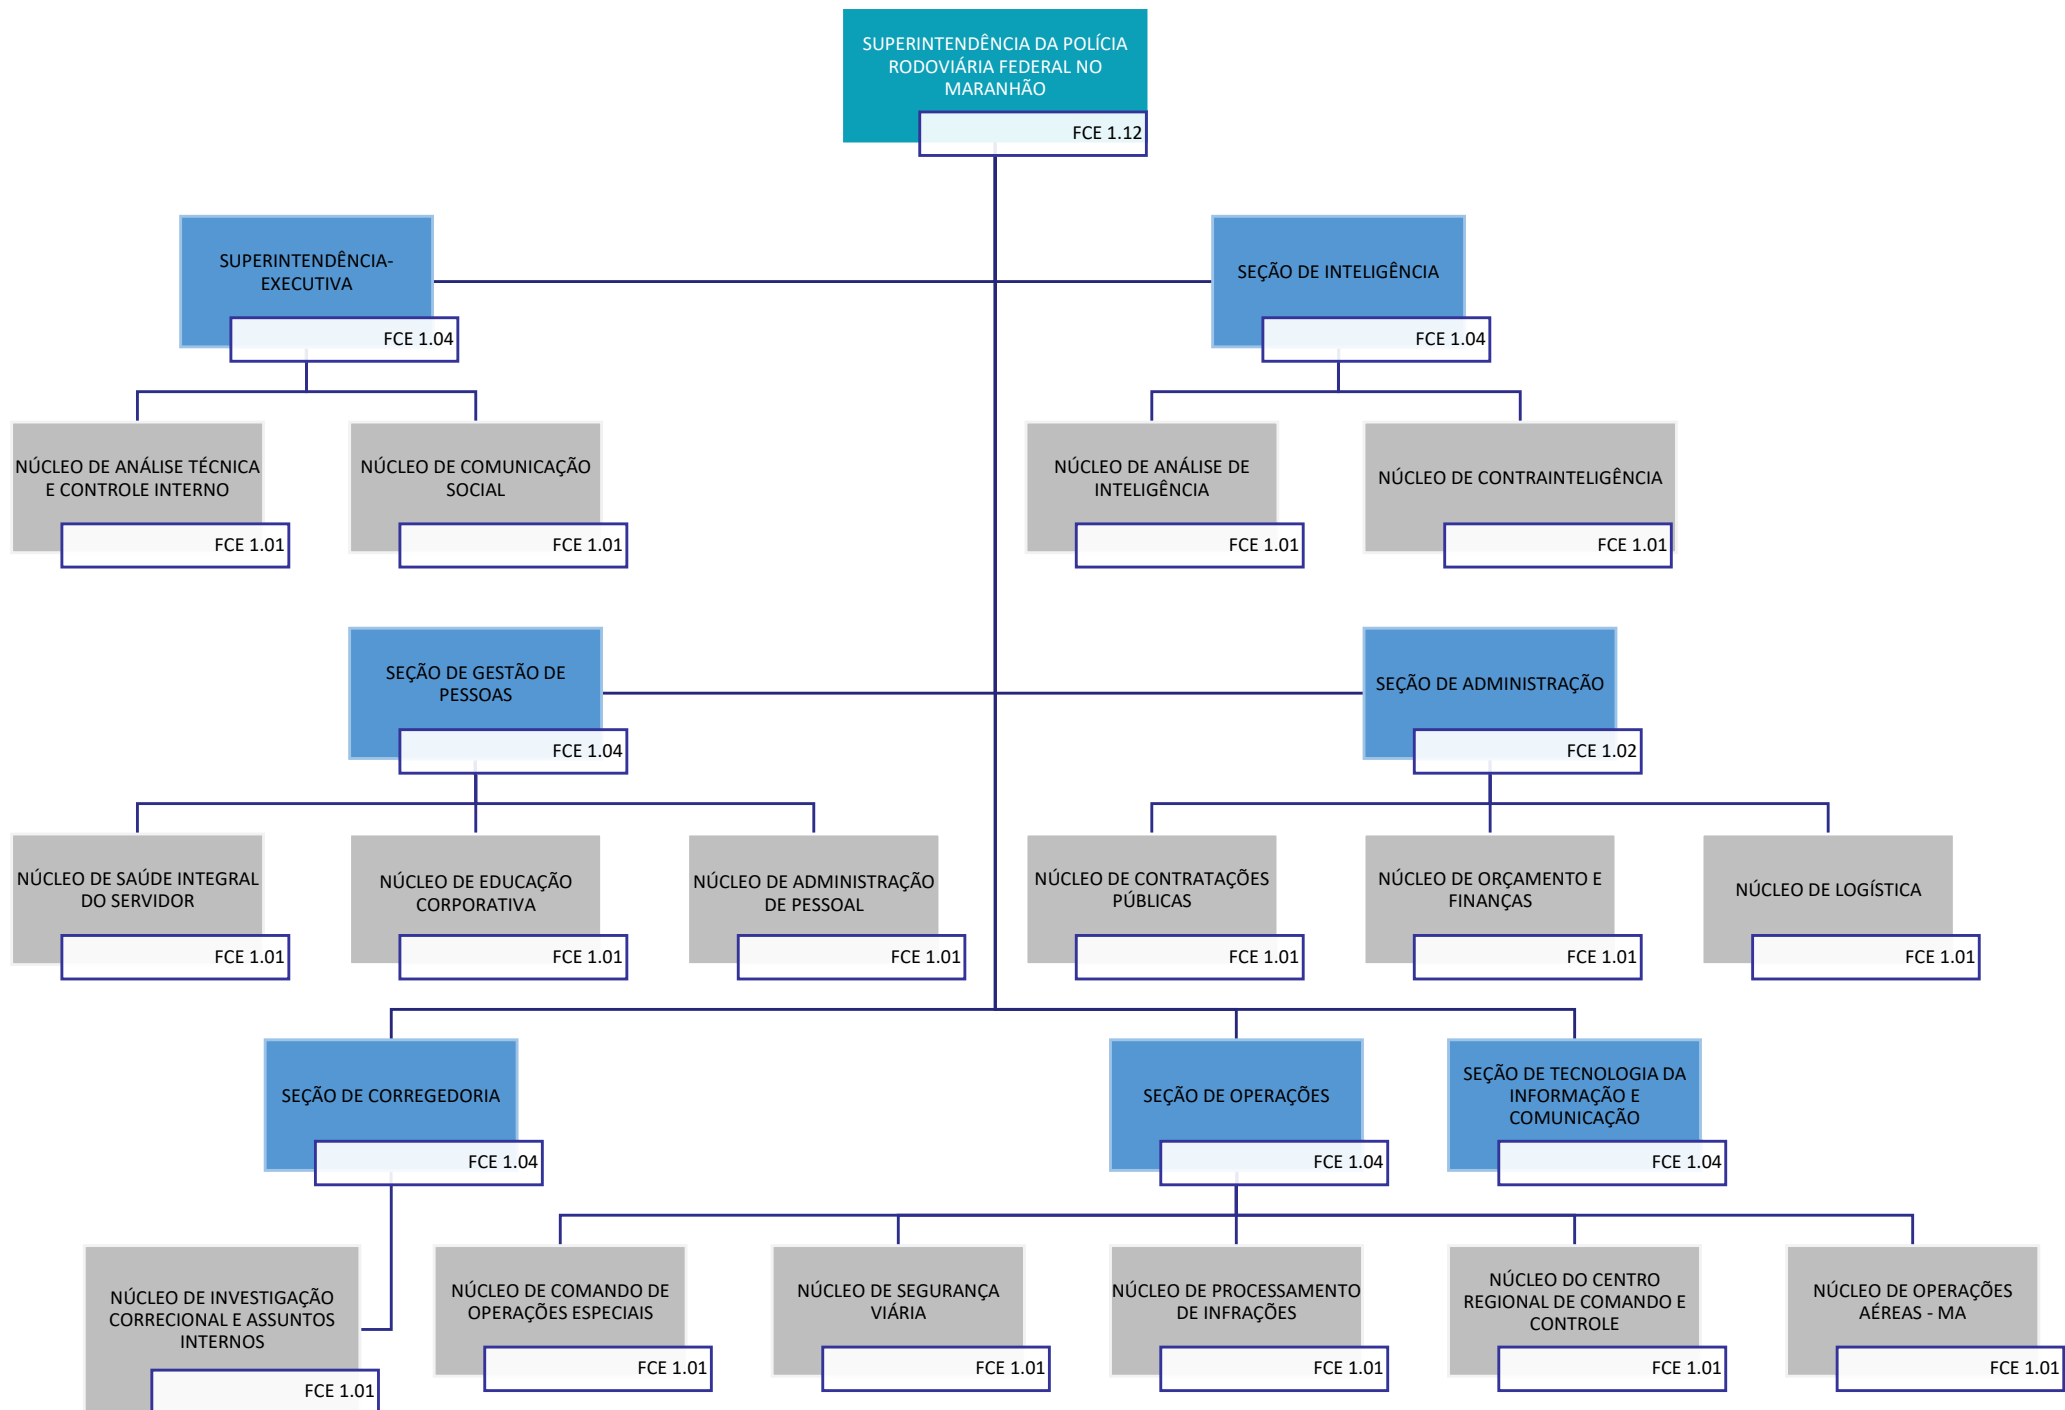 SUPERINTENDÊNCIA DA POLÍCIA
RODOVIÁRIA FEDERAL NO
MARANHÃO
FCE 1.12
SUPERINTENDÊNCIA-
EXECUTIVA
FCE 1.04
SEÇÃO DE INTELIGÊNCIA
FCE 1.04
NÚCLEO DE ANÁLISE TÉCNICA
E CONTROLE INTERNO
FCE 1.01
NÚCLEO DE COMUNICAÇÃO
SOCIAL
FCE 1.01
NÚCLEO DE ANÁLISE DE
INTELIGÊNCIA
FCE 1.01
NÚCLEO DE CONTRAINTELIGÊNCIA
FCE 1.01
SEÇÃO DE GESTÃO DE
PESSOAS
FCE 1.04
SEÇÃO DE ADMINISTRAÇÃO
FCE 1.02
NÚCLEO DE SAÚDE INTEGRAL
DO SERVIDOR
FCE 1.01
NÚCLEO DE EDUCAÇÃO
CORPORATIVA
FCE 1.01
NÚCLEO DE ADMINISTRAÇÃO
DE PESSOAL
FCE 1.01
NÚCLEO DE CONTRATAÇÕES
PÚBLICAS
FCE 1.01
NÚCLEO DE ORÇAMENTO E
FINANÇAS
FCE 1.01
NÚCLEO DE LOGÍSTICA
FCE 1.01
SEÇÃO DE CORREGEDORIA
FCE 1.04
SEÇÃO DE OPERAÇÕES
FCE 1.04
SEÇÃO DE TECNOLOGIA DA
INFORMAÇÃO E
COMUNICAÇÃO
FCE 1.04
NÚCLEO DE INVESTIGAÇÃO
CORRECIONAL E ASSUNTOS
INTERNOS
FCE 1.01
NÚCLEO DE COMANDO DE
OPERAÇÕES ESPECIAIS
FCE 1.01
NÚCLEO DE SEGURANÇA
VIÁRIA
FCE 1.01
NÚCLEO DE PROCESSAMENTO
DE INFRAÇÕES
FCE 1.01
NÚCLEO DO CENTRO
REGIONAL DE COMANDO E
CONTROLE
FCE 1.01
NÚCLEO DE OPERAÇÕES
AÉREAS - MA
FCE 1.01